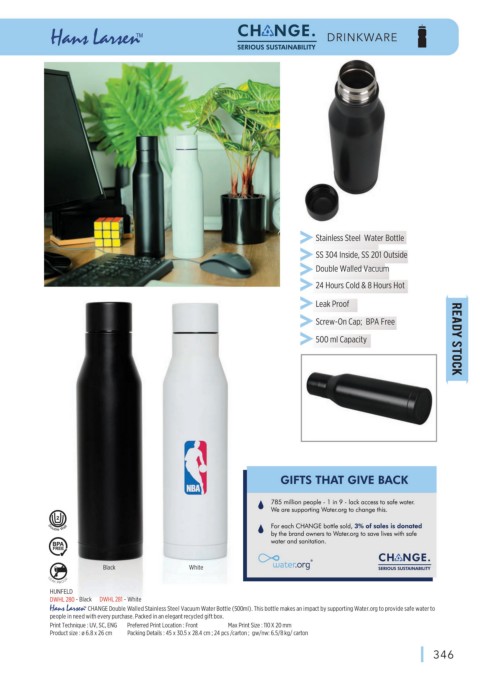 Hans Larsen™
CHANGE.
SERIOUS SUSTAINABILITY
DRINKWARE
Stainless Steel Water Bottle
SS 304 Inside, SS 201 Outside
Double Walled Vacuum
24 Hours Cold & 8 Hours Hot
Leak Proof
Screw-On Cap; BPA Free
500 ml Capacity
READY STOCK
NBA
GIFTS THAT GIVE BACK
785 million people - 1 in 9 - lack access to safe water.
We are supporting Water.org to change this.
For each CHANGE bottle sold, 3% of sales is donated
by the brand owners to Water.org to save lives with safe
water and sanitation.
water.org
CHANGE.
SERIOUS SUSTAINABILITY
BPA
FREE
Black
White
HUNFELD
DWHL 280 - Black DWHL 281 - White
Hans Larsen® CHANGE Double Walled Stainless Steel Vacuum Water Bottle (500ml). This bottle makes an impact by supporting Water.org to provide safe water to
people in need with every purchase. Packed in an elegant recycled gift box.
Print Technique : UV, SC, ENG Preferred Print Location : Front Max Print Size : 110 X 20 mm
Product size : ø 6.8 x 26 cm Packing Details : 45 x 30.5 x 28.4 cm ; 24 pcs /carton ; gw/nw: 6.5/8 kg/ carton
346